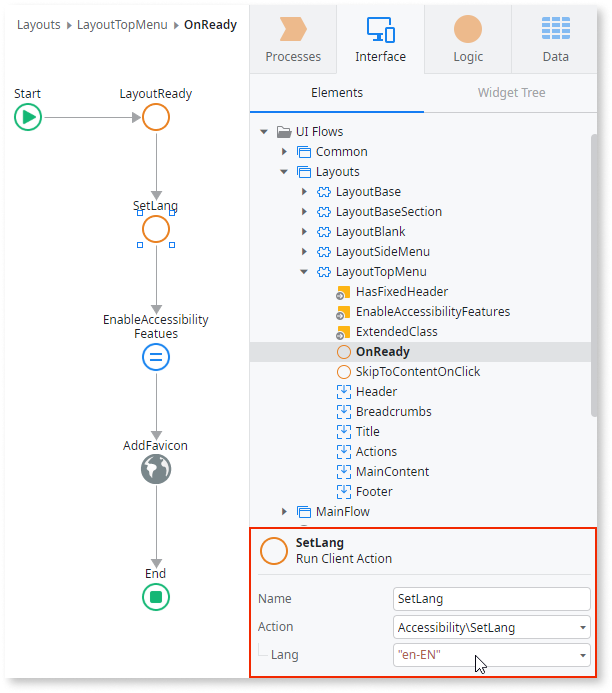 Layouts ▸ LayoutTopMenu ▸ OnReady
Start
LayoutReady
SetLang
EnableAccessibility
Featues
AddFavicon
End
Processes
Interface
Logic
Data
Elements
Widget Tree
UI Flows
Common
Layouts
LayoutBase
LayoutBaseSection
LayoutBlank
LayoutSideMenu
LayoutTopMenu
HasFixedHeader
EnableAccessibilityFeatures
ExtendedClass
OnReady
SkipToContentOnClick
Header
Breadcrumbs
Title
Actions
MainContent
Footer
MainFlow
SetLang
Run Client Action
Name
SetLang
Action
Accessibility\SetLang
Lang
"en-EN"